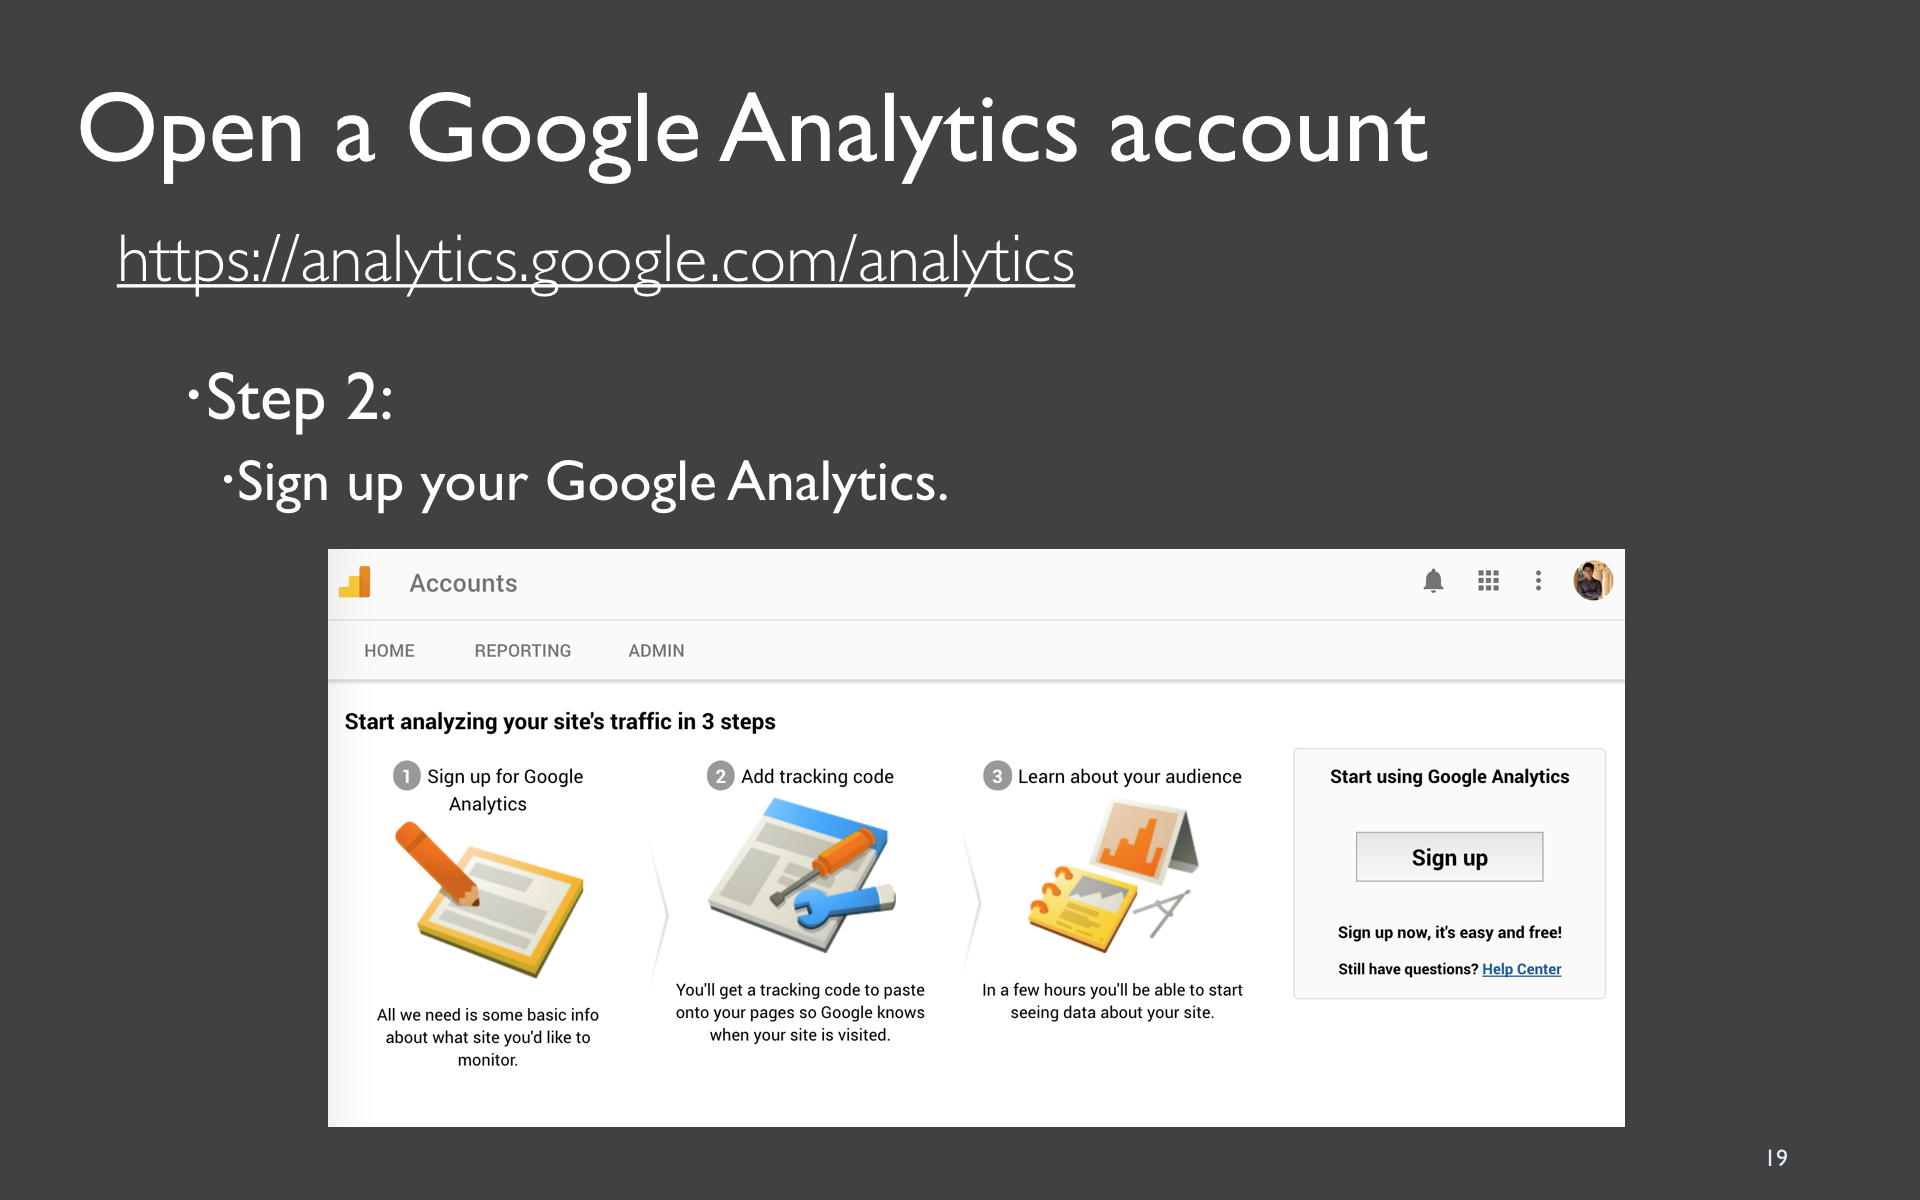 Open a Google Analytics account
https://analytics.google.com/analytics
·Step 2:
·Sign up your Google Analytics.
Accounts
HOME REPORTING ADMIN
Start analyzing your site's traffic in 3 steps
1 Sign up for Google
Analytics
All we need is some basic info
about what site you'd like to
monitor.
2 Add tracking code
You'll get a tracking code to paste
onto your pages so Google knows
when your site is visited.
3 Learn about your audience
In a few hours you'll be able to start
seeing data about your site.
Start using Google Analytics
Sign up
Sign up now, it's easy and free!
Still have questions? Help Center
19